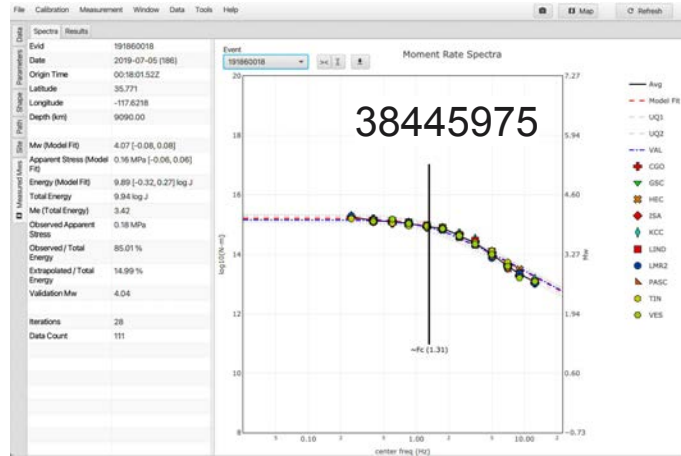 File Calibration Measurement Window Data Tools Help
Map
Refresh
Data
Parameters
Shape
Path
Site
Measured Mws
Spectra Results
Evid 191860018
Date 2019-07-05 (186)
Origin Time 00:18:01.52Z
Latitude 35.771
Longitude -117.6218
Depth (km) 9090.00
Mw (Model Fit) 4.07 [-0.08, 0.08]
Apparent Stress (Model Fit) 0.16 MPa [-0.06, 0.06]
Energy (Model Fit) 9.89 [-0.32, 0.27] log J
Total Energy 9.94 log J
Me (Total Energy) 3.42
Observed Apparent Stress 0.18 MPa
Observed / Total Energy 85.01 %
Extrapolated / Total Energy 14.99 %
Validation Mw 4.04
Iterations 28
Data Count 111
Event
191860018
Moment Rate Spectra
38445975
20
18
16
14
12
10
8
log10(N-m)
7.27
5.94
4.60
3.27
1.94
0.60
-0.73
Mw
~Fc (1.31)
5 0.10 2 5 1.00 2 5 10.00 2
center freq (Hz)
Avg
Model Fit
UQ1
UQ2
VAL
CGO
GSC
HEC
ISA
KCC
LIND
LMR2
PASC
TIN
VES